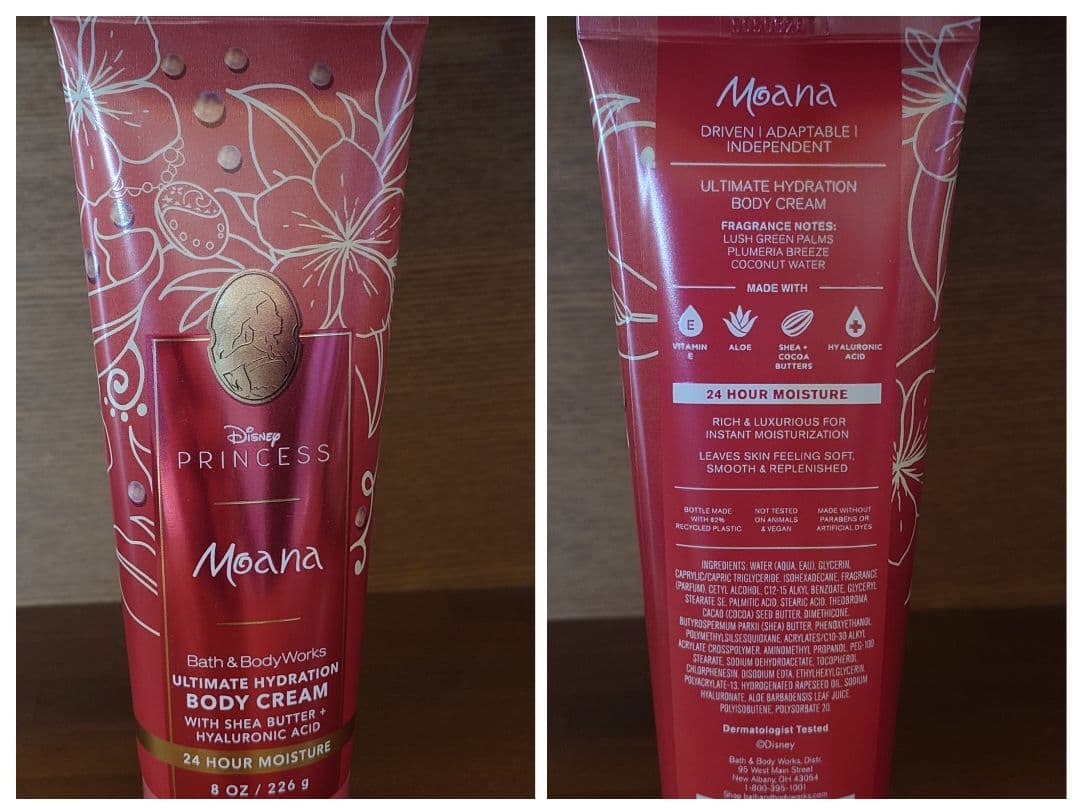 Disney
PRINCESS
Moana
Bath & Body Works
ULTIMATE HYDRATION
BODY CREAM
WITH SHEA BUTTER +
HYALURONIC ACID
24 HOUR MOISTURE
8 OZ / 226 g
Moana
DRIVEN | ADAPTABLE |
INDEPENDENT
ULTIMATE HYDRATION
BODY CREAM
FRAGRANCE NOTES:
LUSH GREEN PALMS
PLUMERIA BREEZE
COCONUT WATER
MADE WITH
E
VITAMIN
E
ALOE
SHEA +
COCOA
BUTTERS
HYALURONIC
ACID
24 HOUR MOISTURE
RICH & LUXURIOUS FOR
INSTANT MOISTURIZATION
LEAVES SKIN FEELING SOFT,
SMOOTH & REPLENISHED
BOTTLE MADE
WITH 82%
RECYCLED PLASTIC
NOT TESTED
ON ANIMALS
& VEGAN
MADE WITHOUT
PARABENS OR
ARTIFICIAL DYES
INGREDIENTS: WATER (AQUA, EAU), GLYCERIN,
CAPRYLIC/CAPRIC TRIGLYCERIDE, ISOHEXADECANE, FRAGRANCE
(PARFUM), CETYL ALCOHOL, C12-15 ALKYL BENZOATE, GLYCERYL
STEARATE SE, PALMITIC ACID, STEARIC ACID, THEOBROMA
CACAO (COCOA) SEED BUTTER, DIMETHICONE,
BUTYROSPERMUM PARKII (SHEA) BUTTER, PHENOXYETHANOL,
POLYMETHYLSILSESQUIOXANE, ACRYLATES/C10-30 ALKYL
ACRYLATE CROSSPOLYMER, AMINOMETHYL PROPANOL, PEG-100
STEARATE, SODIUM DEHYDROACETATE, TOCOPHEROL,
CHLORPHENESIN, DISODIUM EDTA, ETHYLHEXYLGLYCERIN,
POLYACRYLATE-13, HYDROGENATED RAPESEED OIL, SODIUM
HYALURONATE, ALOE BARBADENSIS LEAF JUICE,
POLYISOBUTENE, POLYSORBATE 20.
Dermatologist Tested
©Disney
Bath & Body Works, Distr.
95 West Main Street
New Albany, OH 43054
1-800-395-1001
Shop bathandbodyworks.com